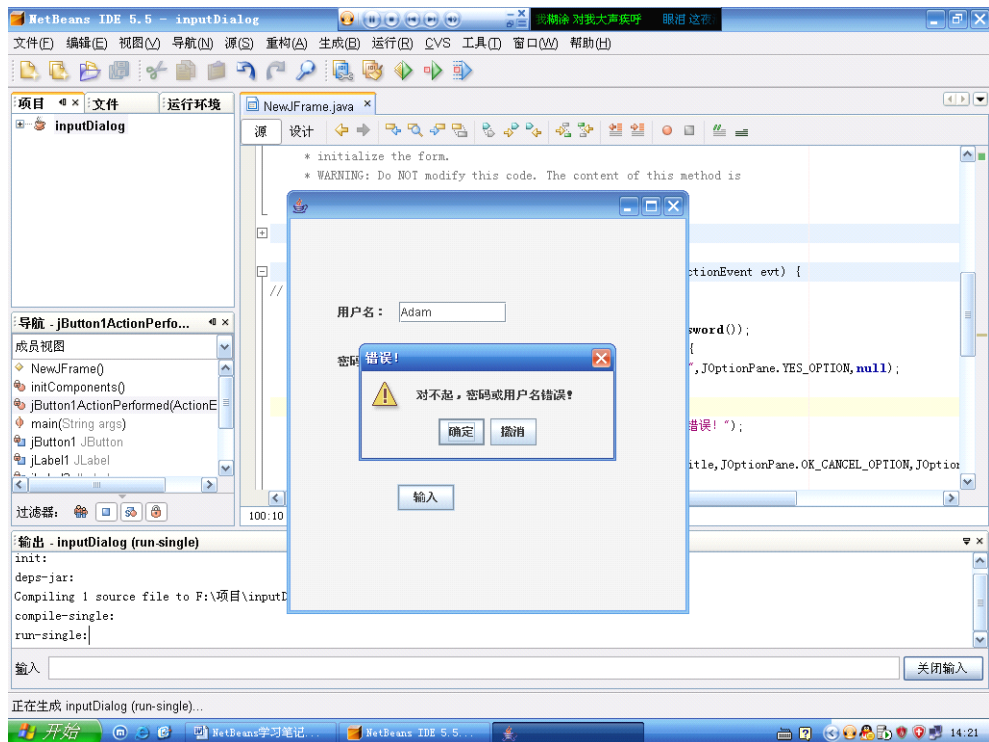 NetBeans IDE 5.5 - inputDialog
我糊涂 对我大声疾呼 眼泪 这夜
文件(F) 编辑(E) 视图(V) 导航(N) 源(S) 重构(A) 生成(B) 运行(R) CVS 工具(T) 窗口(W) 帮助(H)
项目 文件 运行环境
NewJFrame.java
inputDialog
源 设计
* initialize the form.
* WARNING: Do NOT modify this code. The content of this method is
ctionEvent evt) {
//
用户名： Adam
sword());
密码
{
",JOptionPane.YES_OPTION,null);
错误！
对不起，密码或用户名错误！
确定 撤消
错误！");
itle,JOptionPane.OK_CANCEL_OPTION,JOption
输入
100:10
导航 - jButton1ActionPerfo...
成员视图
NewJFrame()
initComponents()
jButton1ActionPerformed(ActionE
main(String args)
jButton1 JButton
jLabel1 JLabel
过滤器：
输出 - inputDialog (run-single)
init:
deps-jar:
Compiling 1 source file to F:\项目\inputD
compile-single:
run-single:
输入 关闭输入
正在生成 inputDialog (run-single)...
开始 NetBeans学习笔记... NetBeans IDE 5.5... 14:21